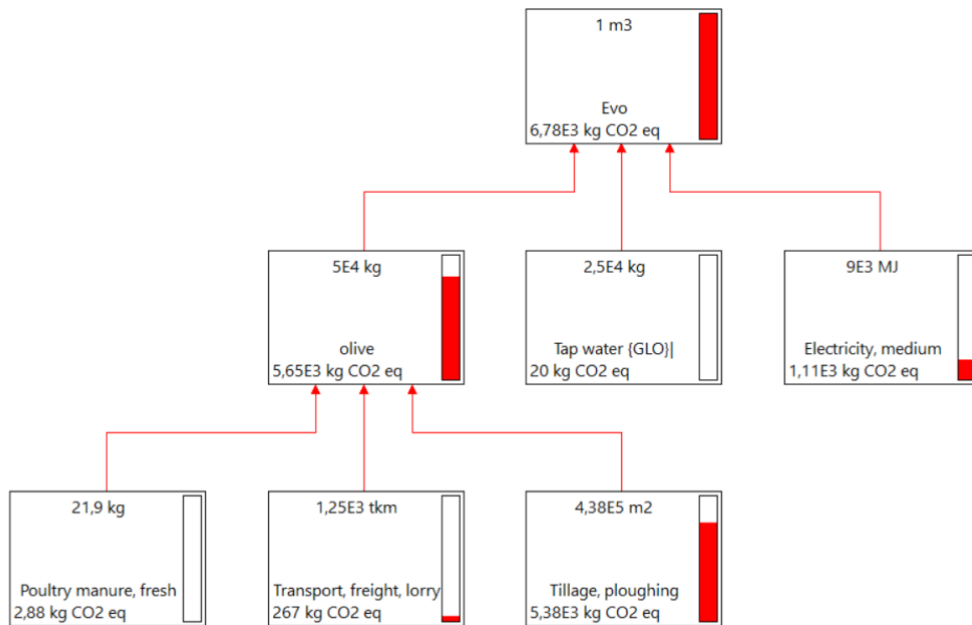 1 m3
Evo
6,78E3 kg CO2 eq
5E4 kg
olive
5,65E3 kg CO2 eq
2,5E4 kg
Tap water {GLO}|
20 kg CO2 eq
9E3 MJ
Electricity, medium
1,11E3 kg CO2 eq
21,9 kg
Poultry manure, fresh
2,88 kg CO2 eq
1,25E3 tkm
Transport, freight, lorry
267 kg CO2 eq
4,38E5 m2
Tillage, ploughing
5,38E3 kg CO2 eq